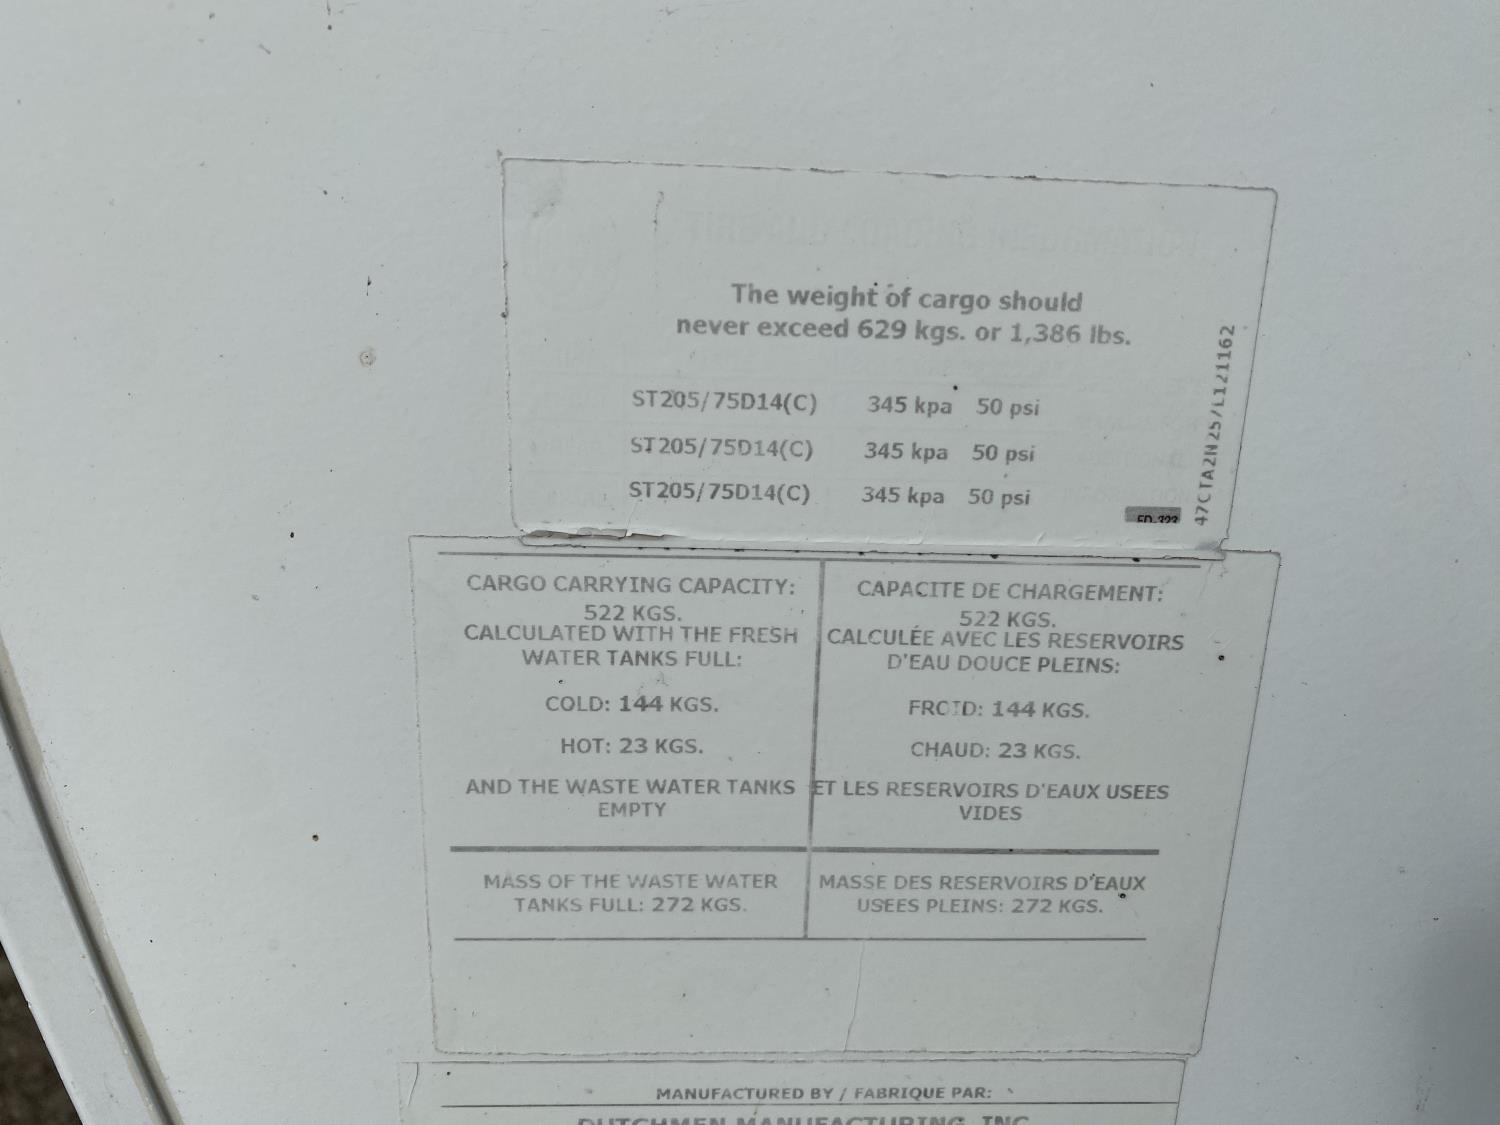 The weight of cargo should
never exceed 629 kgs. or 1,386 lbs.
ST205/75D14(C) 345 kpa 50 psi
ST205/75D14(C) 345 kpa 50 psi
ST205/75D14(C) 345 kpa 50 psi
CARGO CARRYING CAPACITY:
522 KGS.
CALCULATED WITH THE FRESH
WATER TANKS FULL:
COLD: 144 KGS.
HOT: 23 KGS.
AND THE WASTE WATER TANKS
EMPTY
CAPACITE DE CHARGEMENT:
522 KGS.
CALCULÉE AVEC LES RESERVOIRS
D'EAU DOUCE PLEINS:
FROID: 144 KGS.
CHAUD: 23 KGS.
ET LES RESERVOIRS D'EAUX USEES
VIDES
MASS OF THE WASTE WATER
TANKS FULL: 272 KGS.
MASSE DES RESERVOIRS D'EAUX
USEES PLEINS: 272 KGS.
MANUFACTURED BY / FABRIQUE PAR:
DUTCHMEN MANUFACTURING, INC